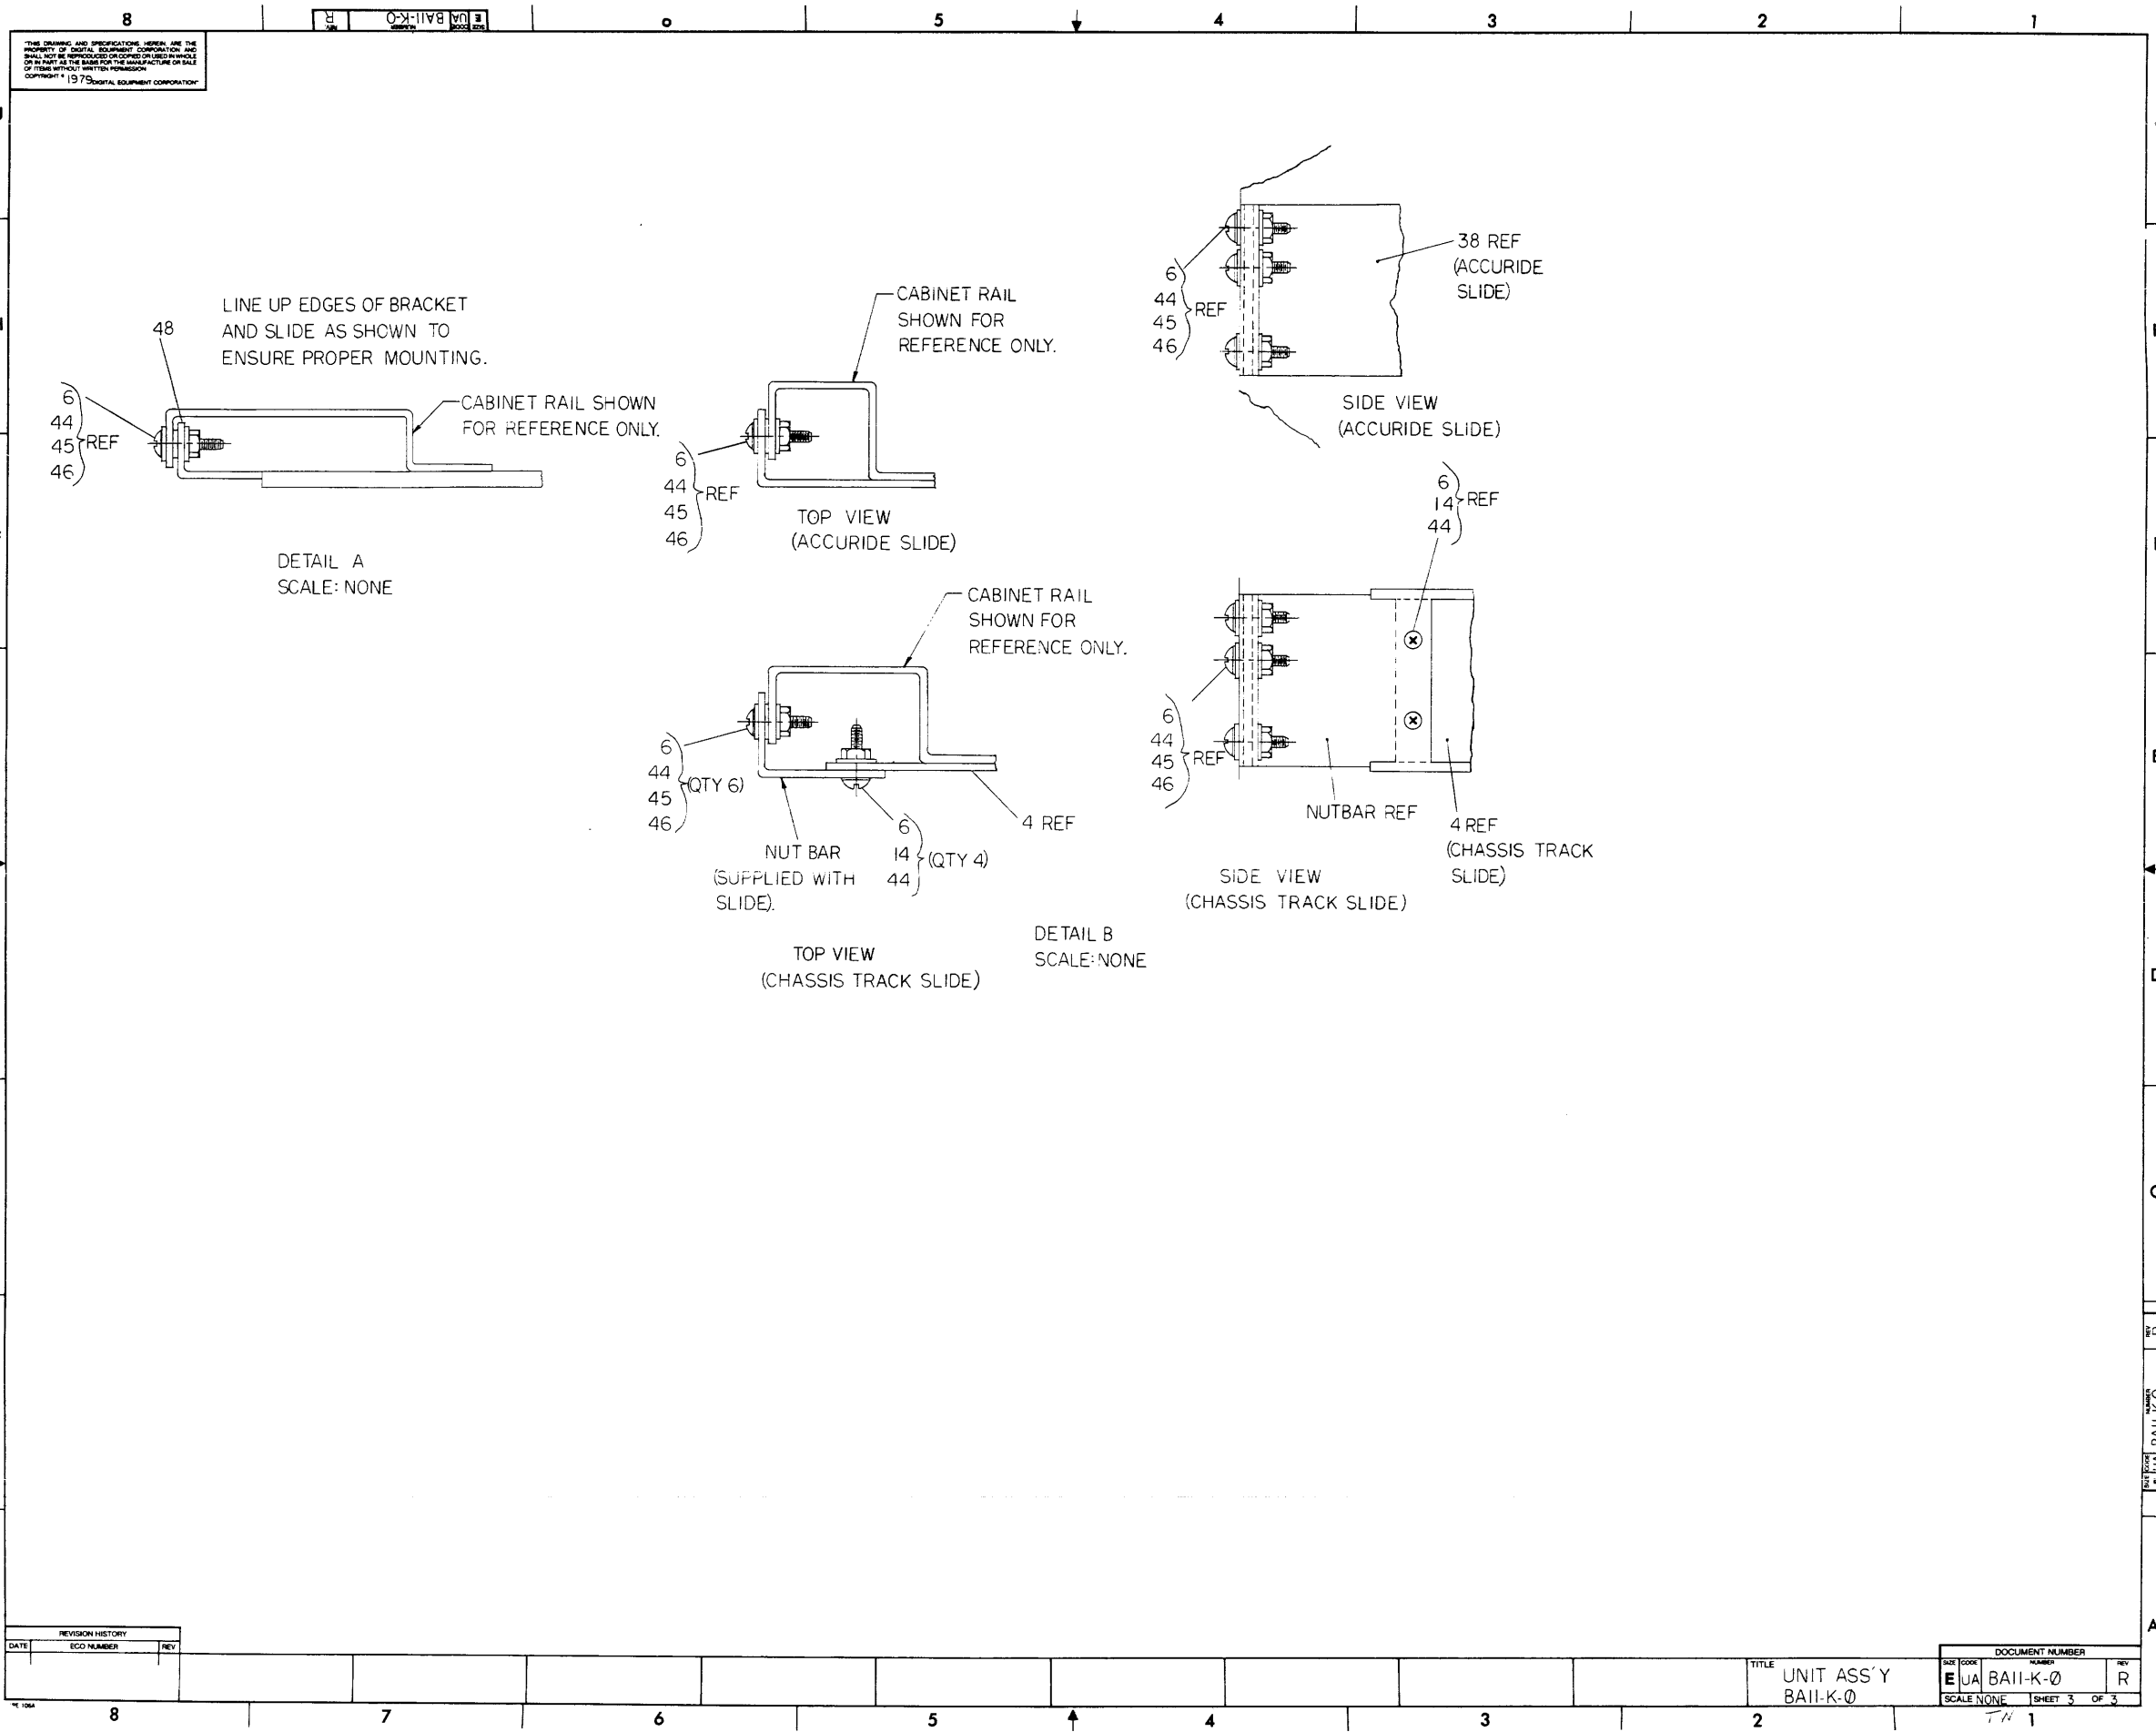 8
REV. R
NUMBER BA11-K-0
CODE UA
SIZE E
5
4
3
2
1
"THIS DRAWING AND SPECIFICATIONS HEREIN, ARE THE
PROPERTY OF DIGITAL EQUIPMENT CORPORATION AND
SHALL NOT BE REPRODUCED OR COPIED OR USED IN WHOLE
OR IN PART AS THE BASIS FOR THE MANUFACTURE OR SALE
OF ITEMS WITHOUT WRITTEN PERMISSION
COPYRIGHT © 1979 DIGITAL EQUIPMENT CORPORATION"
LINE UP EDGES OF BRACKET
AND SLIDE AS SHOWN TO
ENSURE PROPER MOUNTING.
48
6
44
45
46
REF
CABINET RAIL SHOWN
FOR REFERENCE ONLY.
DETAIL A
SCALE: NONE
CABINET RAIL
SHOWN FOR
REFERENCE ONLY.
6
44
45
46
REF
TOP VIEW
(ACCURIDE SLIDE)
6
44
45
46
REF
38 REF
(ACCURIDE
SLIDE)
SIDE VIEW
(ACCURIDE SLIDE)
CABINET RAIL
SHOWN FOR
REFERENCE ONLY.
6
44
45
46
(QTY 6)
NUT BAR
(SUPPLIED WITH
SLIDE).
6
14
44
(QTY 4)
4 REF
TOP VIEW
(CHASSIS TRACK SLIDE)
DETAIL B
SCALE: NONE
6
14
44
REF
6
44
45
46
REF
NUTBAR REF
4 REF
(CHASSIS TRACK
SLIDE)
SIDE VIEW
(CHASSIS TRACK SLIDE)
A
REVISION HISTORY
DATE ECO NUMBER REV
TITLE
UNIT ASS'Y
BA11-K-Ø
DOCUMENT NUMBER
SIZE CODE NUMBER REV
E UA BA11-K-Ø R
SCALE NONE SHEET 3 OF 3
TN
8
7
6
5
4
3
2
1